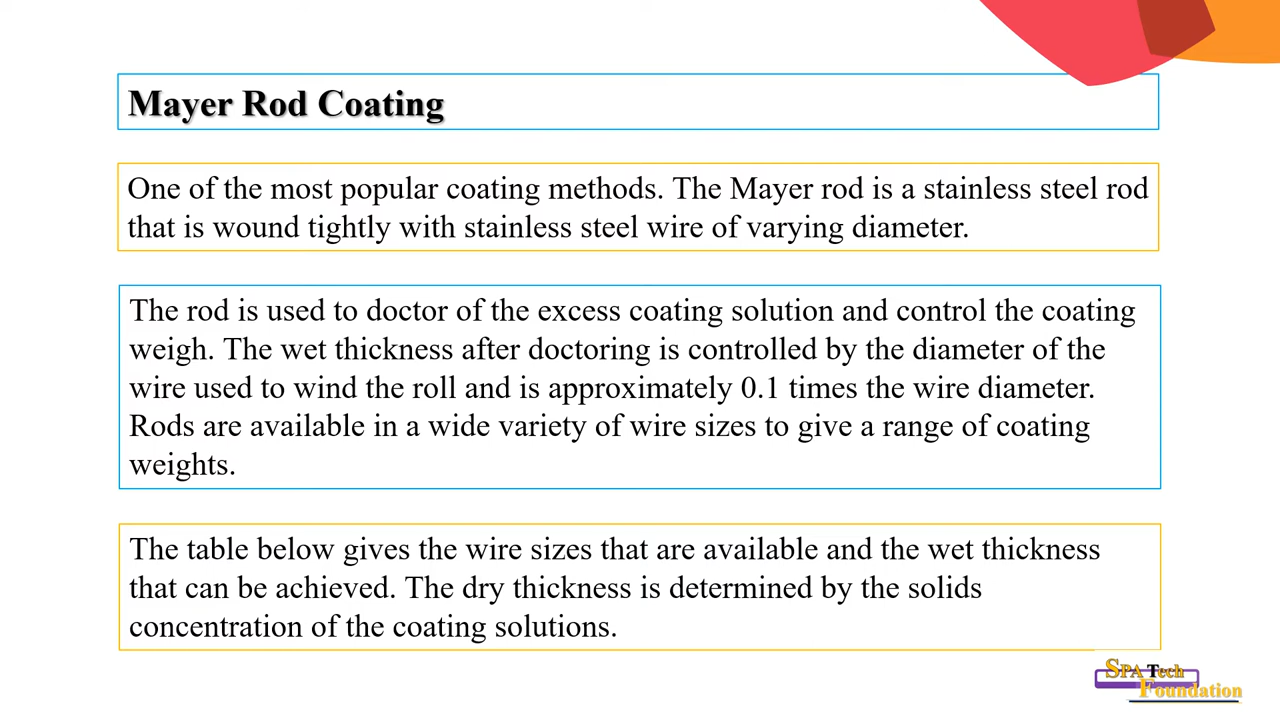 Mayer Rod Coating
One of the most popular coating methods. The Mayer rod is a stainless steel rod
that is wound tightly with stainless steel wire of varying diameter.
The rod is used to doctor of the excess coating solution and control the coating
weigh. The wet thickness after doctoring is controlled by the diameter of the
wire used to wind the roll and is approximately 0.1 times the wire diameter.
Rods are available in a wide variety of wire sizes to give a range of coating
weights.
The table below gives the wire sizes that are available and the wet thickness
that can be achieved. The dry thickness is determined by the solids
concentration of the coating solutions.
SPA Tech
Foundation